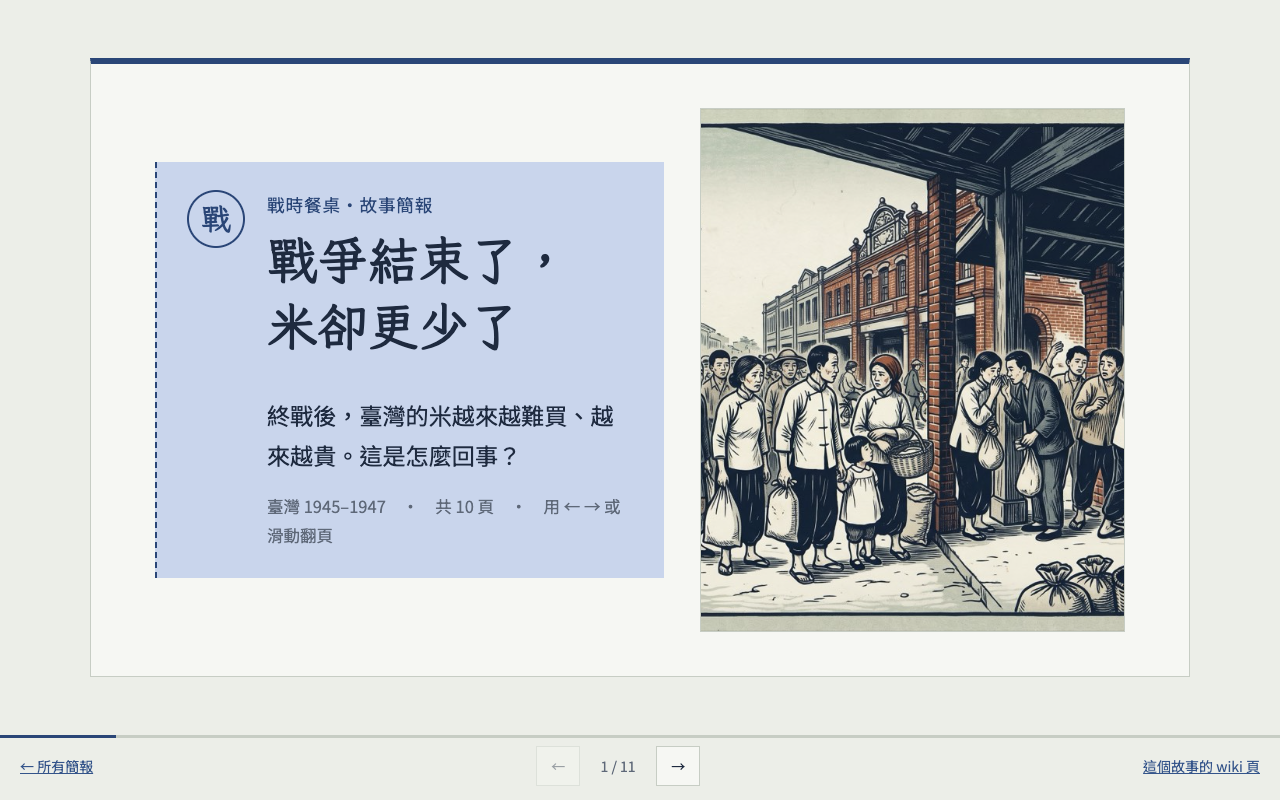 戰
戰時餐桌・故事簡報
戰爭結束了，
米卻更少了
終戰後，臺灣的米越來越難買、越
來越貴。這是怎麼回事？
臺灣 1945–1947 ・ 共 10 頁 ・ 用 ← → 或
滑動翻頁
← 所有簡報
←
1 / 11
→
這個故事的 wiki 頁